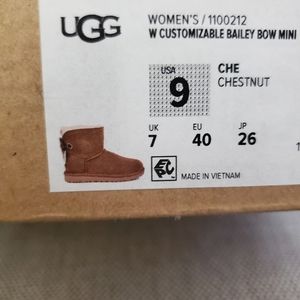 UGG
WOMEN'S / 1100212
W CUSTOMIZABLE BAILEY BOW MINI
USA
9
CHE
CHESTNUT
UK EU JP
7 40 26
MADE IN VIETNAM